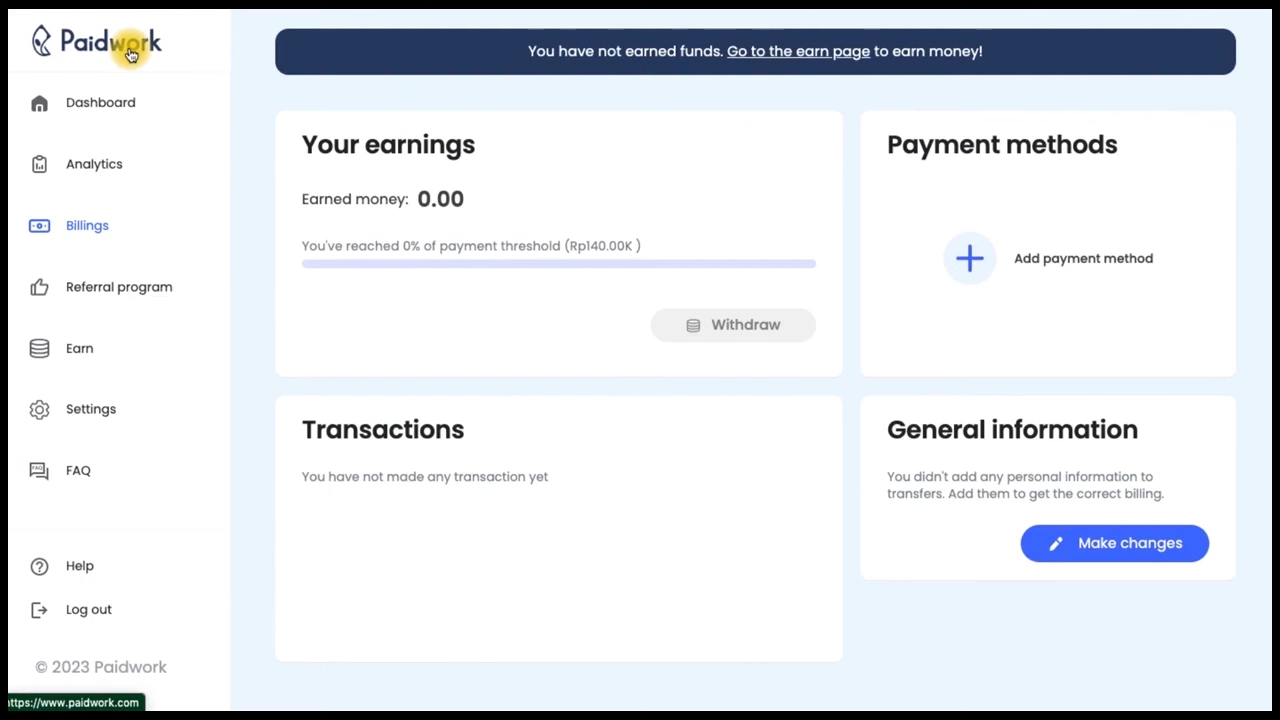 Paidwork
Dashboard
Analytics
Billings
Referral program
Earn
Settings
FAQ
Help
Log out
© 2023 Paidwork
https://www.paidwork.com
You have not earned funds. Go to the earn page to earn money!
Your earnings
Earned money: 0.00
You've reached 0% of payment threshold (Rp140.00K )
Withdraw
Payment methods
Add payment method
Transactions
You have not made any transaction yet
General information
You didn't add any personal information to
transfers. Add them to get the correct billing.
Make changes